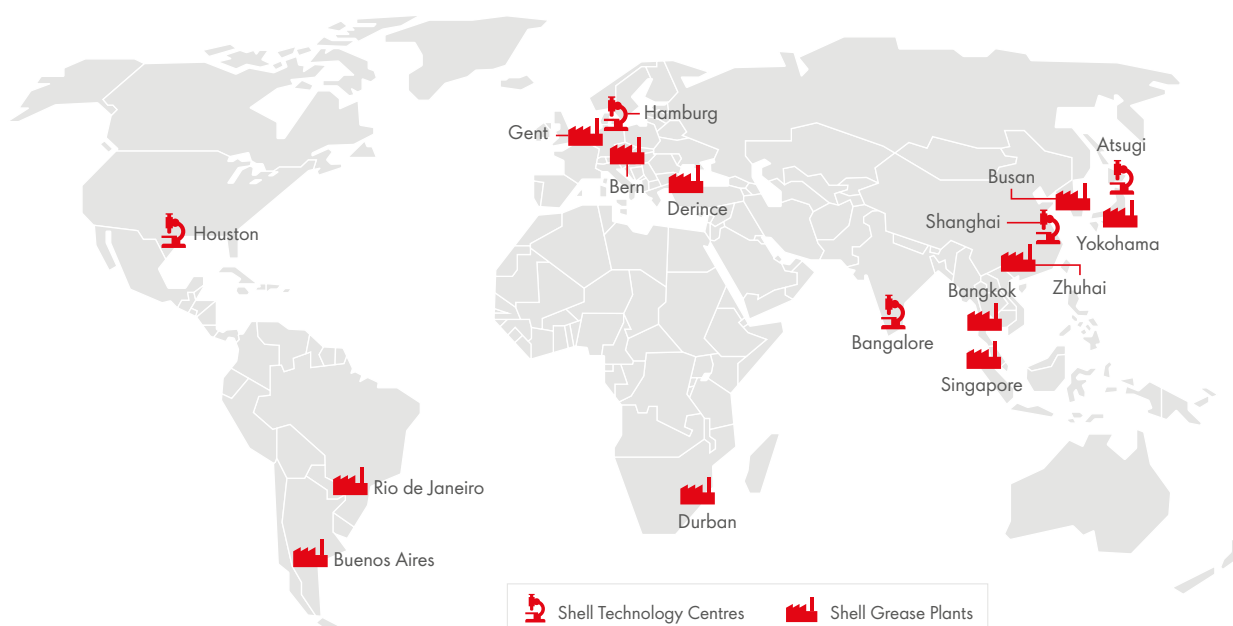 Hamburg
Gent
Atsugi
Busan
Bern
Derince
Shanghai
Houston
Yokohama
Zhuhai
Bangkok
Bangalore
Singapore
Rio de Janeiro
Durban
Buenos Aires
Shell Technology Centres
Shell Grease Plants